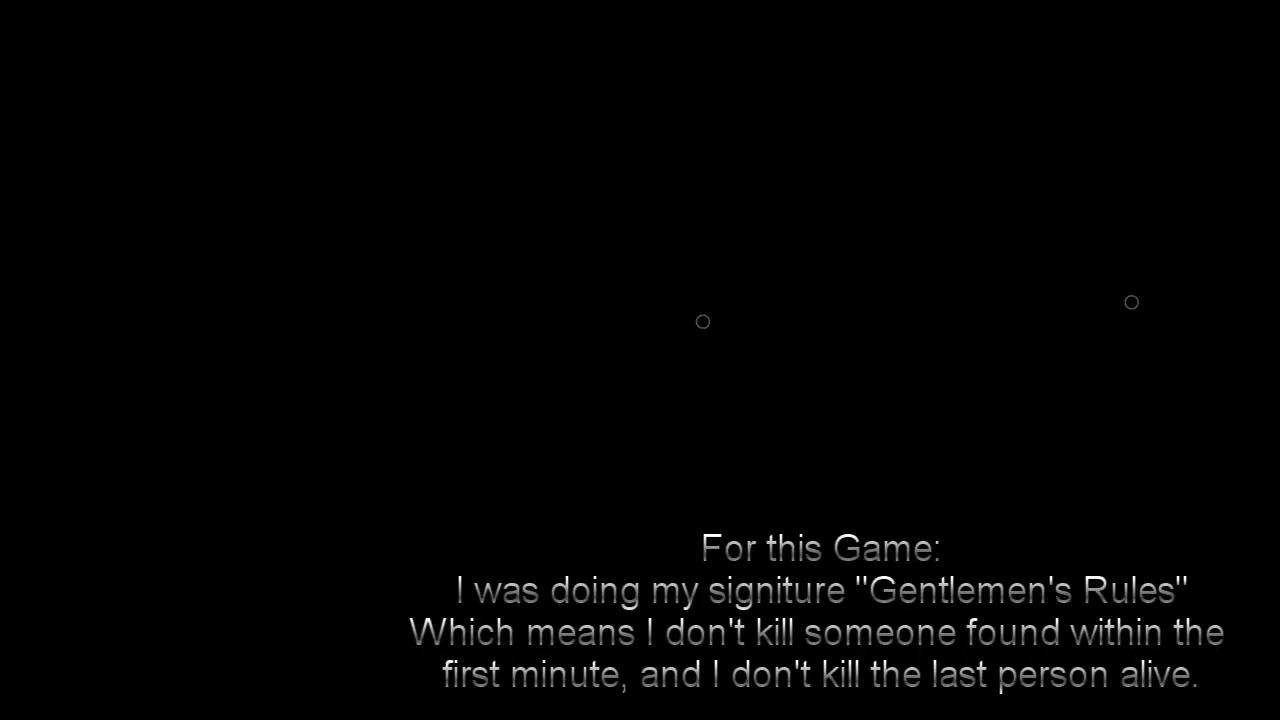 For this Game:
I was doing my signiture "Gentlemen's Rules"
Which means I don't kill someone found within the
first minute, and I don't kill the last person alive.